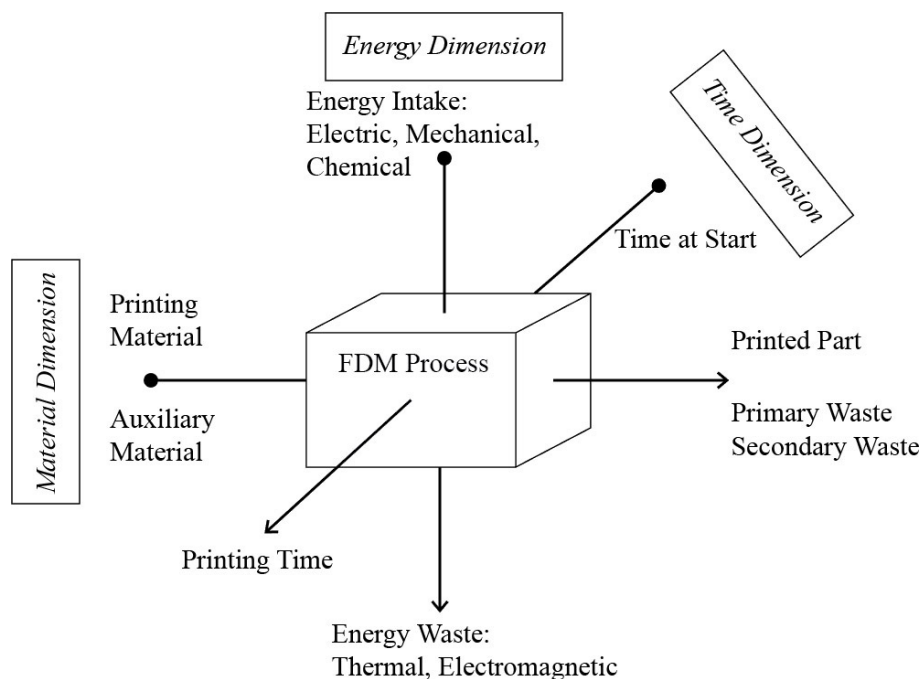 Energy Dimension
Energy Intake:
Electric, Mechanical,
Chemical
Time Dimension
Time at Start
Material Dimension
Printing
Material
Auxiliary
Material
FDM Process
Printed Part
Primary Waste
Secondary Waste
Printing Time
Energy Waste:
Thermal, Electromagnetic